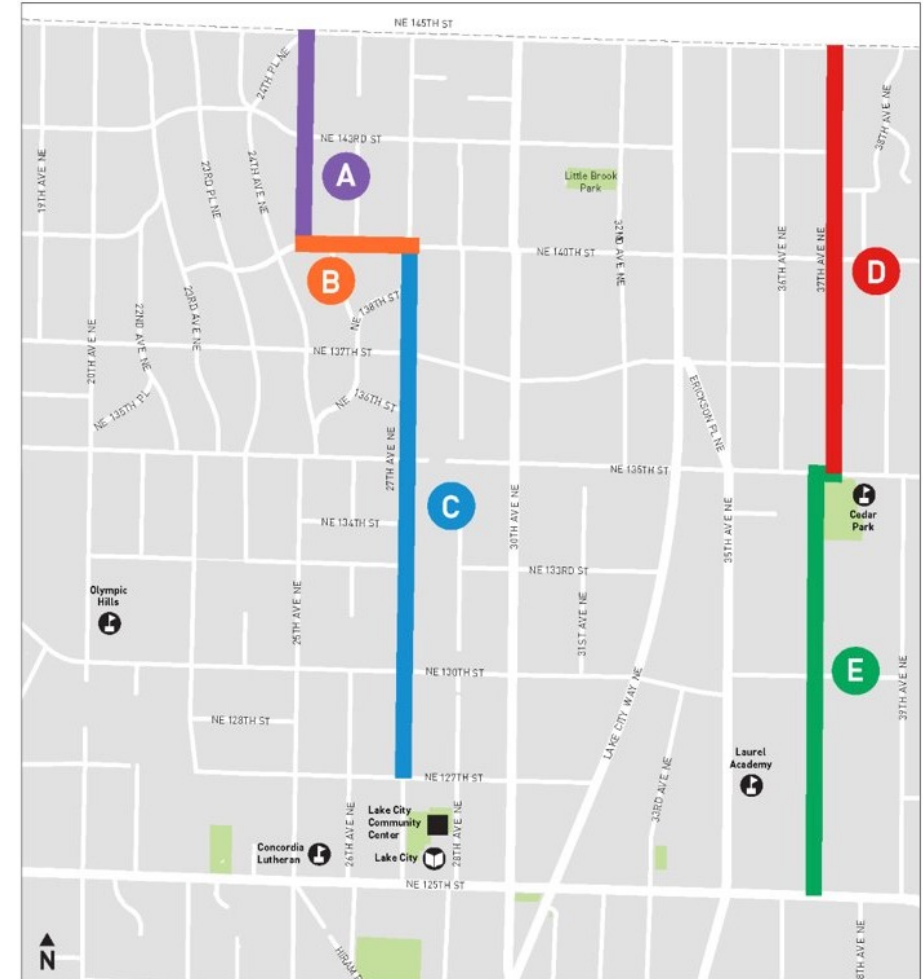 NE 145TH ST
24TH PL NE
38TH AVE NE
NE 143RD ST
19TH AVE NE
23RD PL NE
24TH AVE NE
A
Little Brook
Park
32ND AVE NE
36TH AVE NE
37TH AVE NE
NE 140TH ST
D
B
23RD AVE NE
NE 138TH ST
22ND AVE NE
20TH AVE NE
NE 137TH ST
NE 135TH PL
NE 136TH ST
ERICKSON PL NE
27TH AVE NE
NE 135TH ST
C
30TH AVE NE
Cedar
Park
NE 134TH ST
35TH AVE NE
NE 133RD ST
Olympic
Hills
25TH AVE NE
31ST AVE NE
NE 130TH ST
E
39TH AVE NE
LAKE CITY WAY NE
NE 128TH ST
Laurel
Academy
NE 127TH ST
33RD AVE NE
Lake City
Community
Center
26TH AVE NE
28TH AVE NE
Concordia
Lutheran
Lake City
NE 125TH ST
N
HIRAM